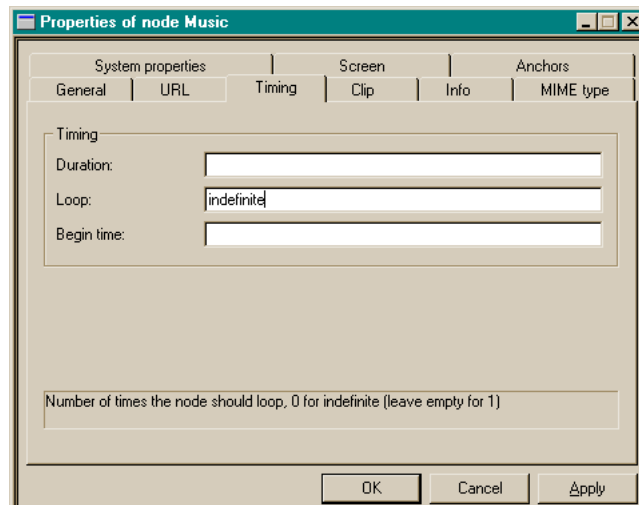 Properties of node Music
System properties Screen Anchors
General URL Timing Clip Info MIME type
Timing
Duration:
Loop: indefinite
Begin time:
Number of times the node should loop, 0 for indefinite (leave empty for 1)
OK Cancel Apply